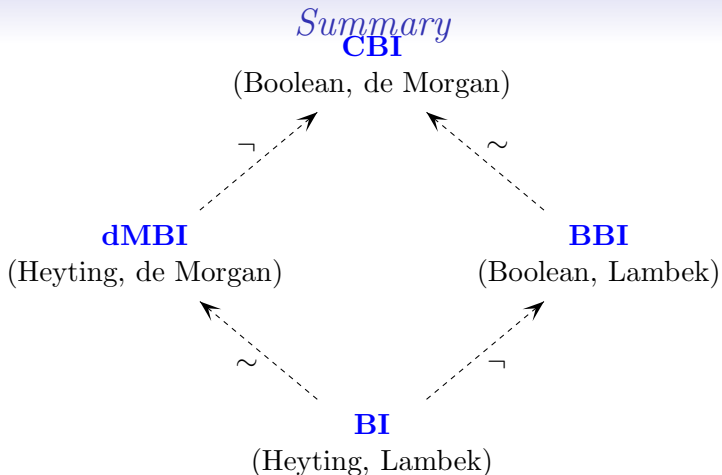 Summary
CBI
(Boolean, de Morgan)
¬ ∼
dMBI BBI
(Heyting, de Morgan) (Boolean, Lambek)
∼ ¬
BI
(Heyting, Lambek)